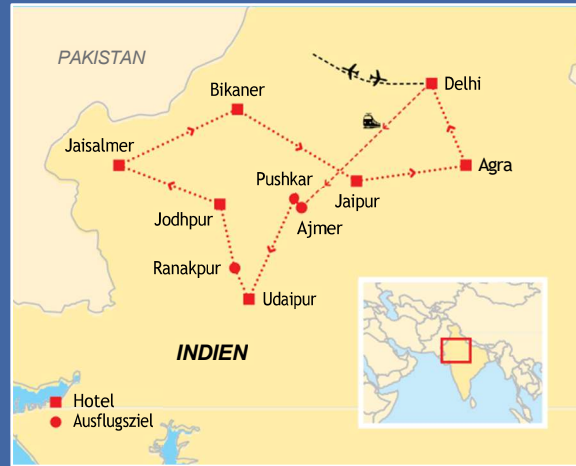 PAKISTAN
Delhi
Bikaner
Jaisalmer
Agra
Pushkar
Jaipur
Jodhpur
Ajmer
Ranakpur
Udaipur
INDIEN
Hotel
Ausflugsziel